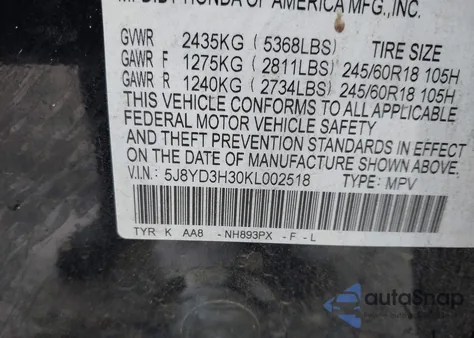 MFD.BY HONDA OF AMERICA MFG.,INC.
GVWR 2435KG (5368LBS) TIRE SIZE
GAWR F 1275KG (2811LBS) 245/60R18 105H
GAWR R 1240KG (2734LBS) 245/60R18 105H
THIS VEHICLE CONFORMS TO ALL APPLICABLE
FEDERAL MOTOR VEHICLE SAFETY
AND THEFT PREVENTION STANDARDS IN EFFECT
ON THE DATE OF MANUFACTURE SHOWN ABOVE.
V.I.N.: 5J8YD3H30KL002518 TYPE: MPV
TYR K AA8 -NH893PX -F -L
autoSnap